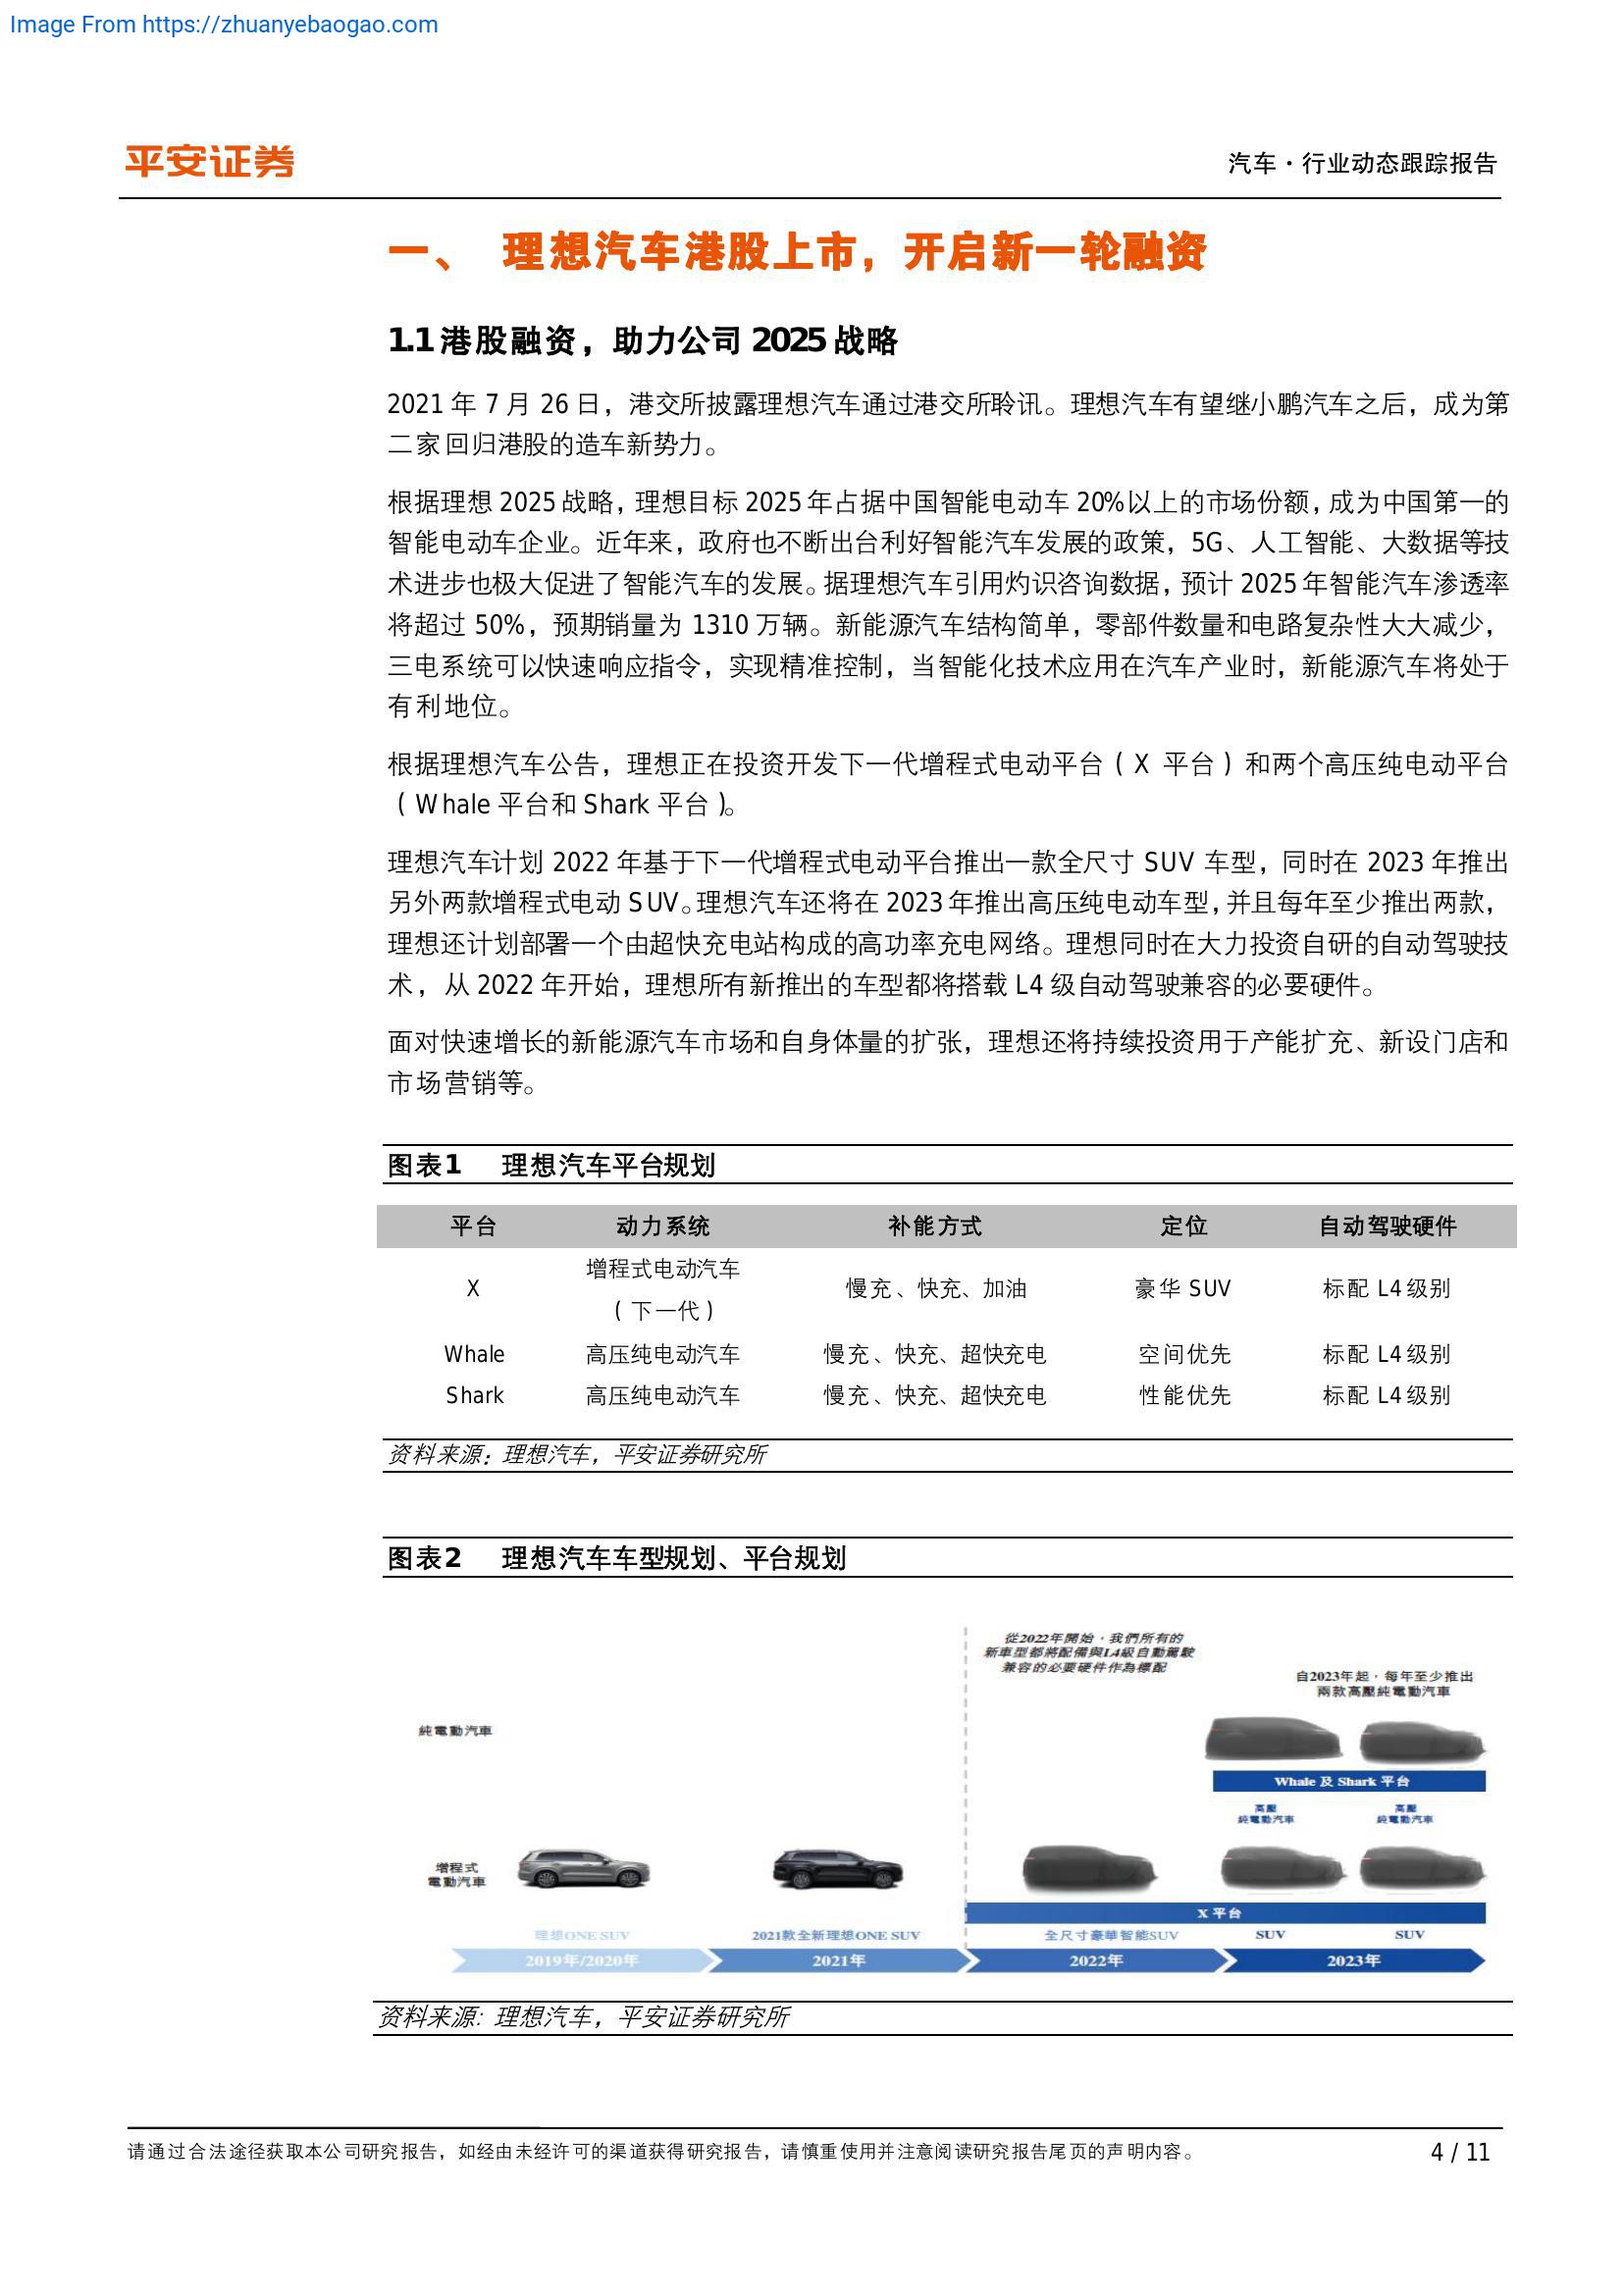 Image From https://zhuanyebaogao.com
平安证券
汽车·行业动态跟踪报告
一、 理想汽车港股上市，开启新一轮融资
1.1 港股融资，助力公司 2025 战略
2021 年 7 月 26 日，港交所披露理想汽车通过港交所聆讯。理想汽车有望继小鹏汽车之后，成为第
二家回归港股的造车新势力。
根据理想 2025 战略，理想目标 2025 年占据中国智能电动车 20%以上的市场份额，成为中国第一的
智能电动车企业。近年来，政府也不断出台利好智能汽车发展的政策，5G、人工智能、大数据等技
术进步也极大促进了智能汽车的发展。据理想汽车引用灼识咨询数据，预计 2025 年智能汽车渗透率
将超过 50%，预期销量为 1310 万辆。新能源汽车结构简单，零部件数量和电路复杂性大大减少，
三电系统可以快速响应指令，实现精准控制，当智能化技术应用在汽车产业时，新能源汽车将处于
有利地位。
根据理想汽车公告，理想正在投资开发下一代增程式电动平台（X 平台）和两个高压纯电动平台
（Whale 平台和 Shark 平台）。
理想汽车计划 2022 年基于下一代增程式电动平台推出一款全尺寸 SUV 车型，同时在 2023 年推出
另外两款增程式电动 SUV。理想汽车还将在 2023 年推出高压纯电动车型，并且每年至少推出两款，
理想还计划部署一个由超快充电站构成的高功率充电网络。理想同时在大力投资自研的自动驾驶技
术，从 2022 年开始，理想所有新推出的车型都将搭载 L4 级自动驾驶兼容的必要硬件。
面对快速增长的新能源汽车市场和自身体量的扩张，理想还将持续投资用于产能扩充、新设门店和
市场营销等。
图表1 理想汽车平台规划
平台 动力系统 补能方式 定位 自动驾驶硬件
X 增程式电动汽车（下一代） 慢充、快充、加油 豪华 SUV 标配 L4 级别
Whale 高压纯电动汽车 慢充、快充、超快充电 空间优先 标配 L4 级别
Shark 高压纯电动汽车 慢充、快充、超快充电 性能优先 标配 L4 级别
资料来源：理想汽车，平安证券研究所
图表2 理想汽车车型规划、平台规划
從2022年開始，我們所有的
新車型都將配備與L4級自動駕駛
兼容的必要硬件作為標配
自2023年起，每年至少推出
兩款高壓純電動汽車
純電動汽車
Whale 及 Shark 平台
高壓 高壓
純電動汽車 純電動汽車
增程式
電動汽車
X 平台
理想ONE SUV 2021款全新理想ONE SUV 全尺寸豪華智能SUV SUV SUV
2019年/2020年 2021年 2022年 2023年
资料来源: 理想汽车，平安证券研究所
请通过合法途径获取本公司研究报告，如经由未经许可的渠道获得研究报告，请慎重使用并注意阅读研究报告尾页的声明内容。
4 / 11